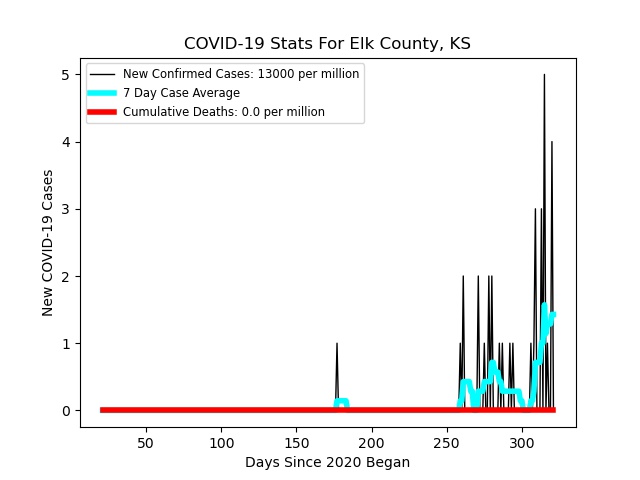 COVID-19 Stats For Elk County, KS
New Confirmed Cases: 13000 per million
7 Day Case Average
Cumulative Deaths: 0.0 per million
New COVID-19 Cases
5
4
3
2
1
0
50 100 150 200 250 300
Days Since 2020 Began